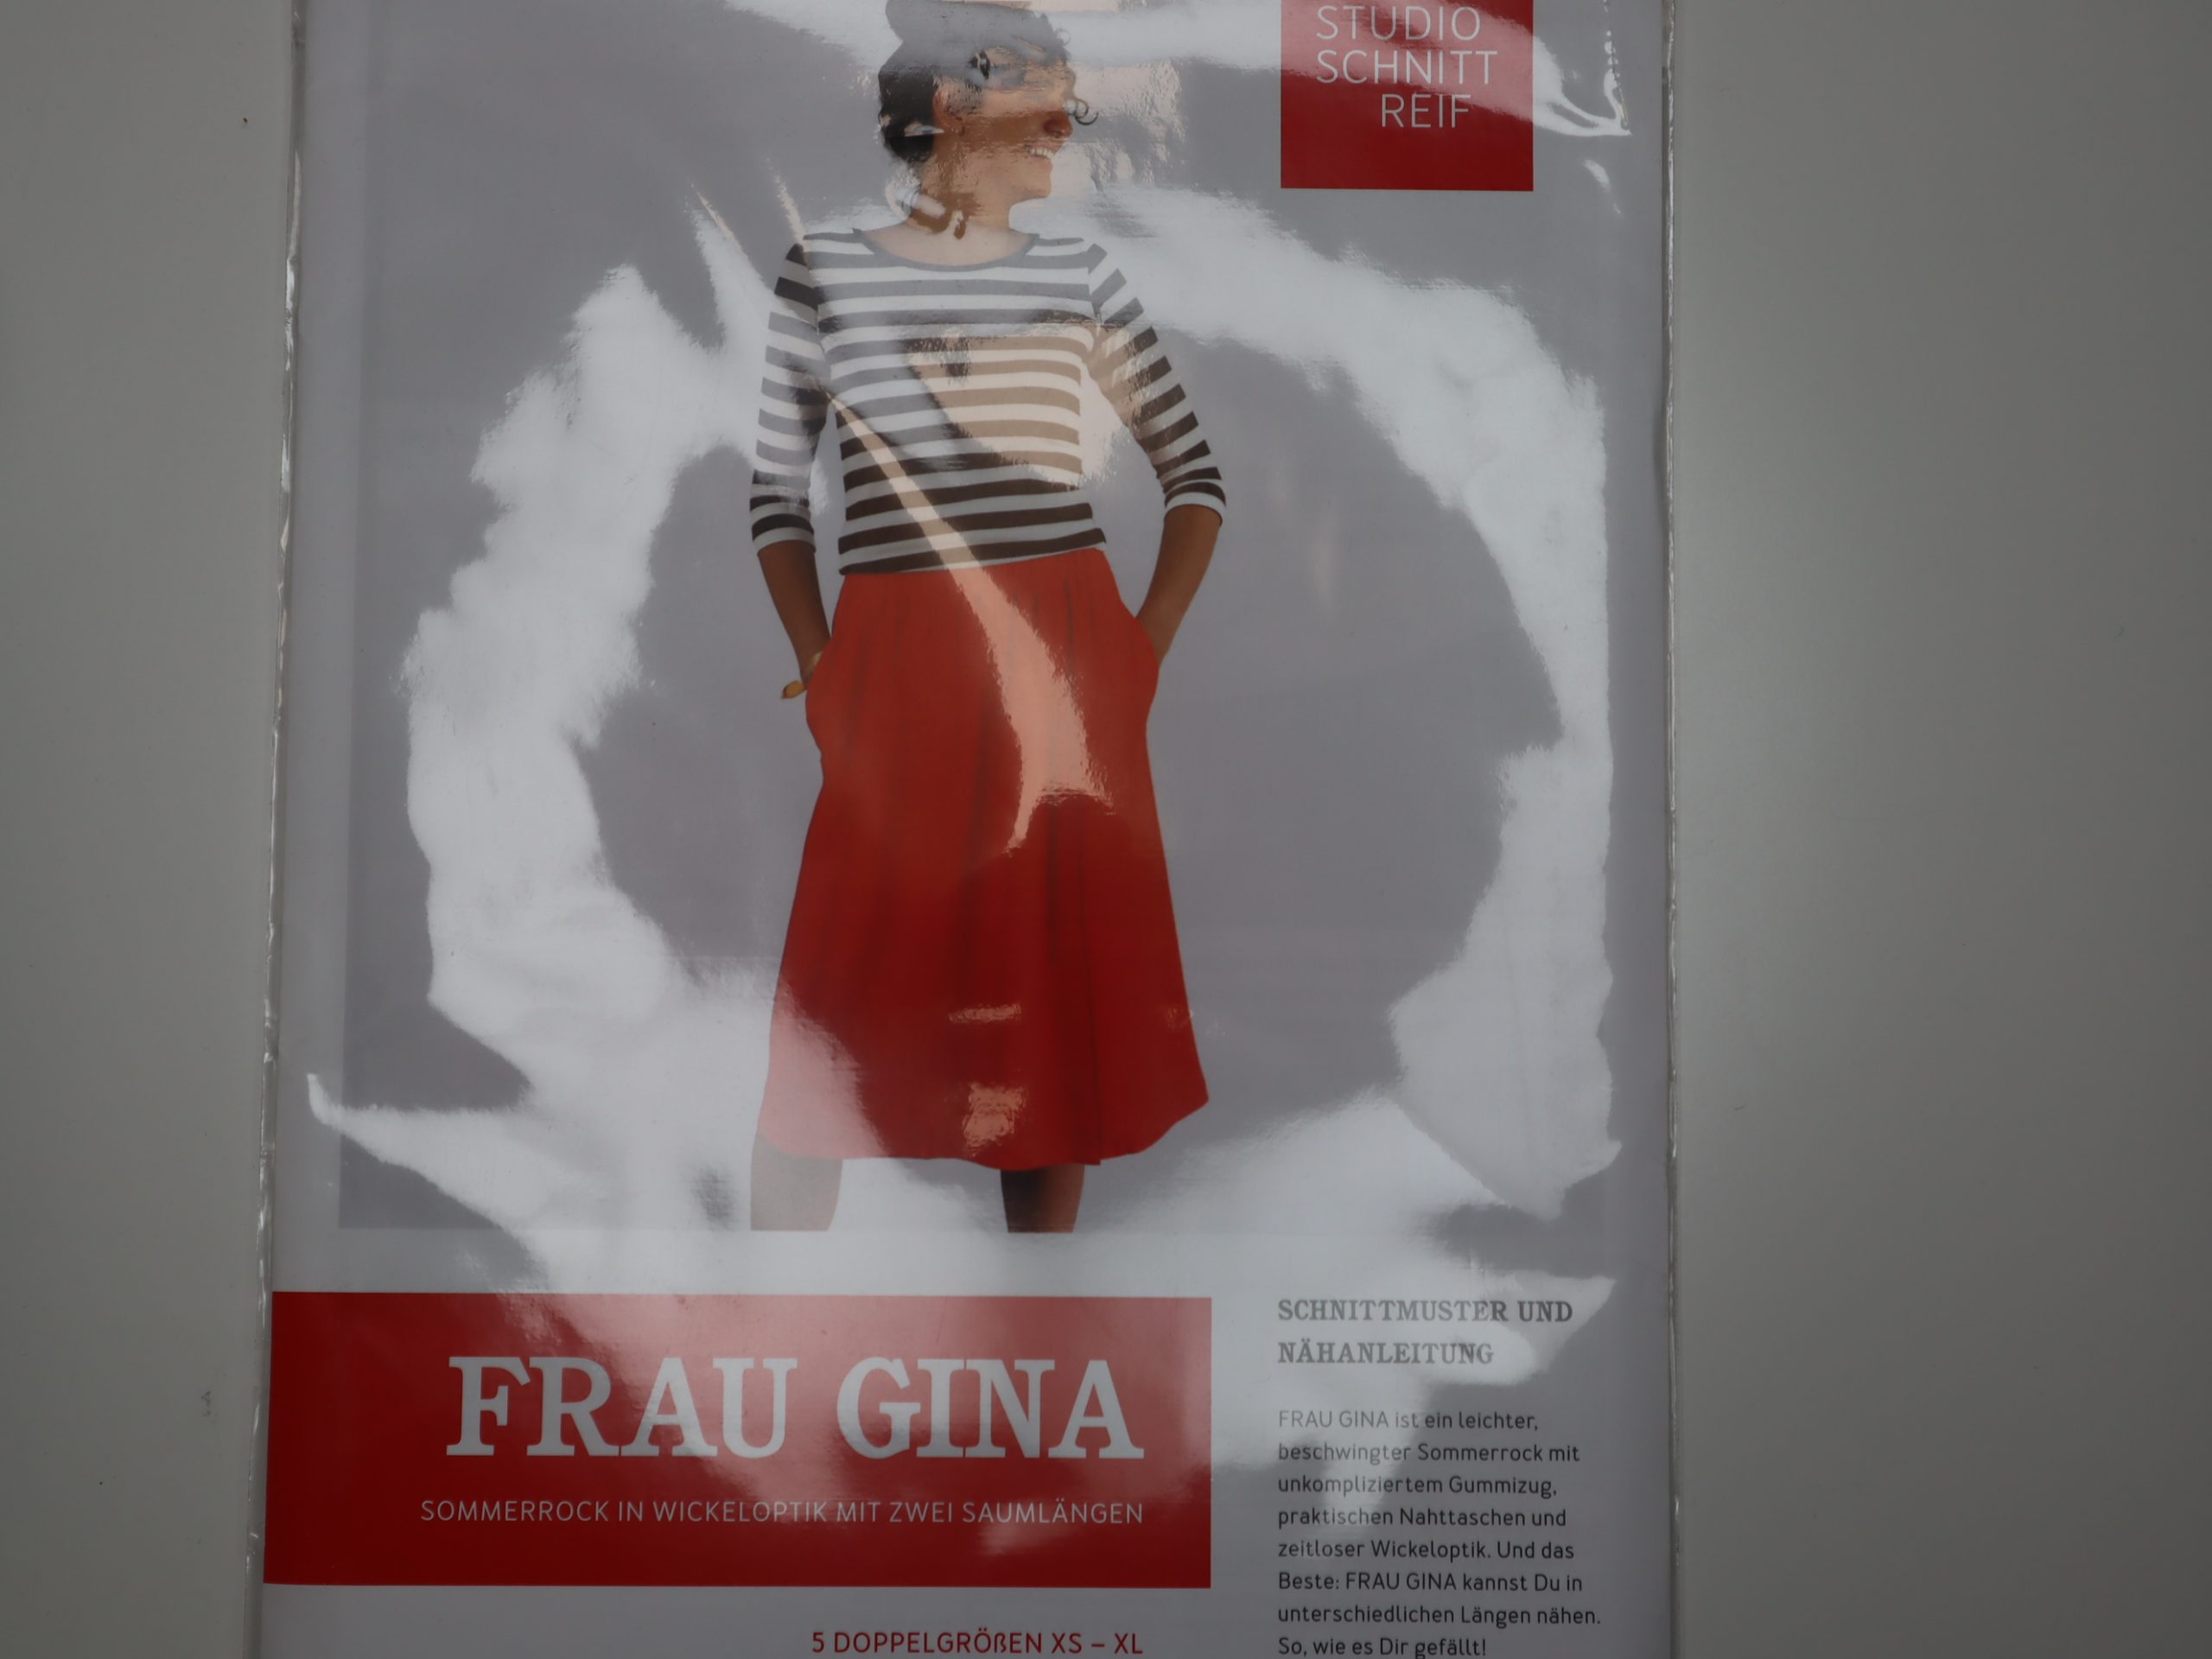 STUDIO
SCHNITT
REIF
FRAU GINA
SOMMERROCK IN WICKELOPTIK MIT ZWEI SAUMLÄNGEN
5 DOPPELGRÖßEN XS – XL
SCHNITTMUSTER UND
NÄHANLEITUNG
FRAU GINA ist ein leichter,
beschwingter Sommerrock mit
unkompliziertem Gummizug,
praktischen Nahttaschen und
zeitloser Wickeloptik. Und das
Beste: FRAU GINA kannst Du in
unterschiedlichen Längen nähen.
So, wie es Dir gefällt!